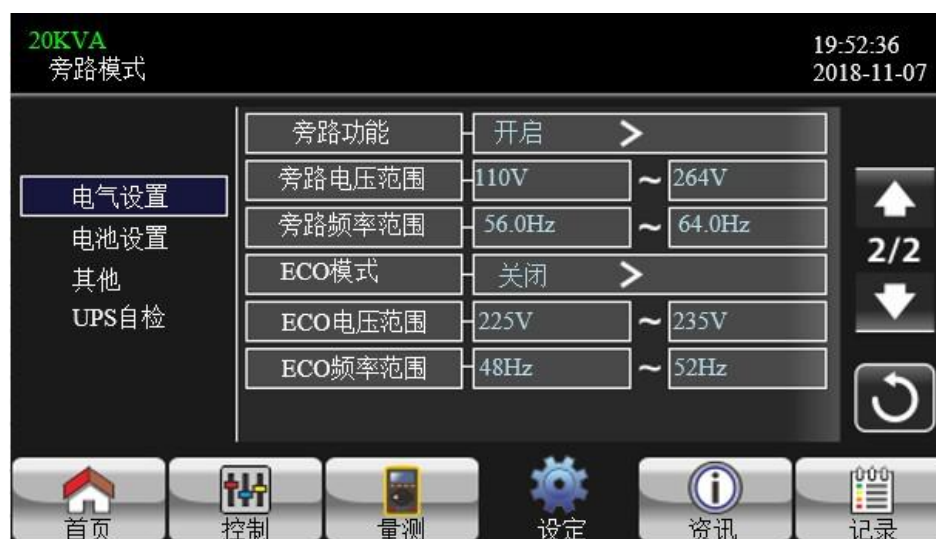 20KVA
旁路模式
19:52:36
2018-11-07
电气设置
电池设置
其他
UPS自检
旁路功能 开启 >
旁路电压范围 110V ~ 264V
旁路频率范围 56.0Hz ~ 64.0Hz
ECO模式 关闭 >
ECO电压范围 225V ~ 235V
ECO频率范围 48Hz ~ 52Hz
2/2
首页 控制 量测 设定 资讯 记录